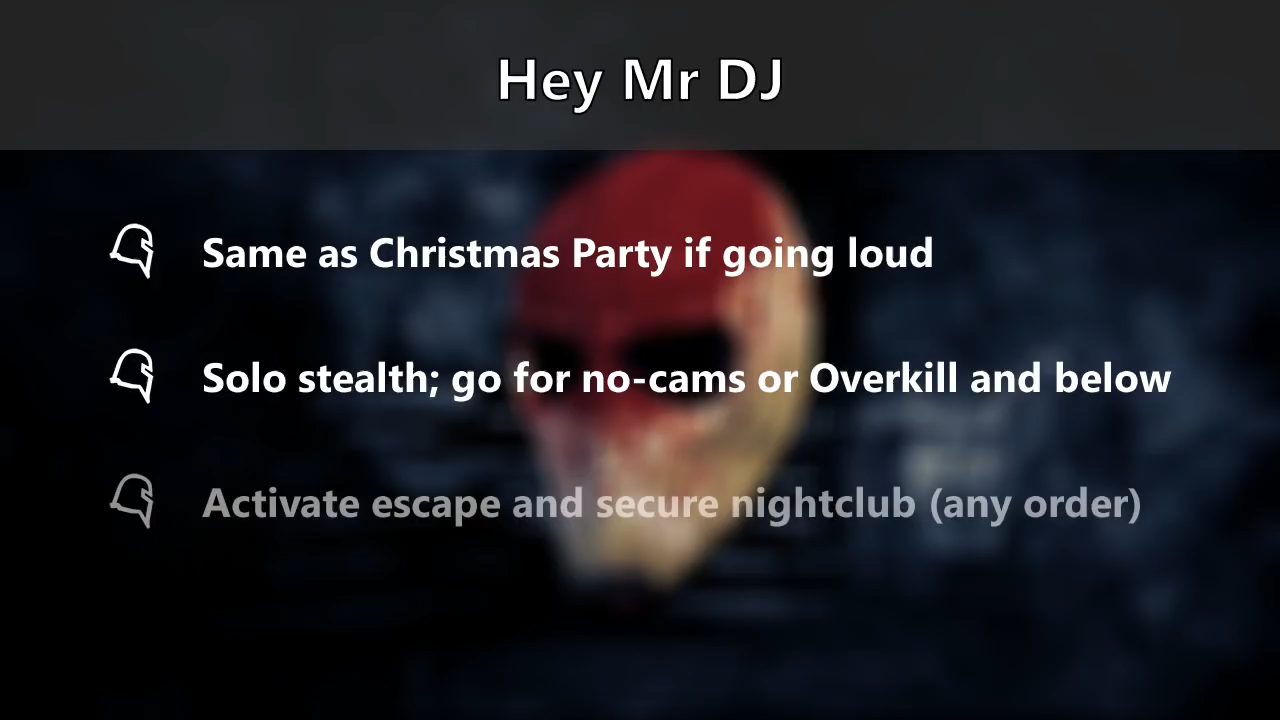 Hey Mr DJ
Same as Christmas Party if going loud
Solo stealth; go for no-cams or Overkill and below
Activate escape and secure nightclub (any order)